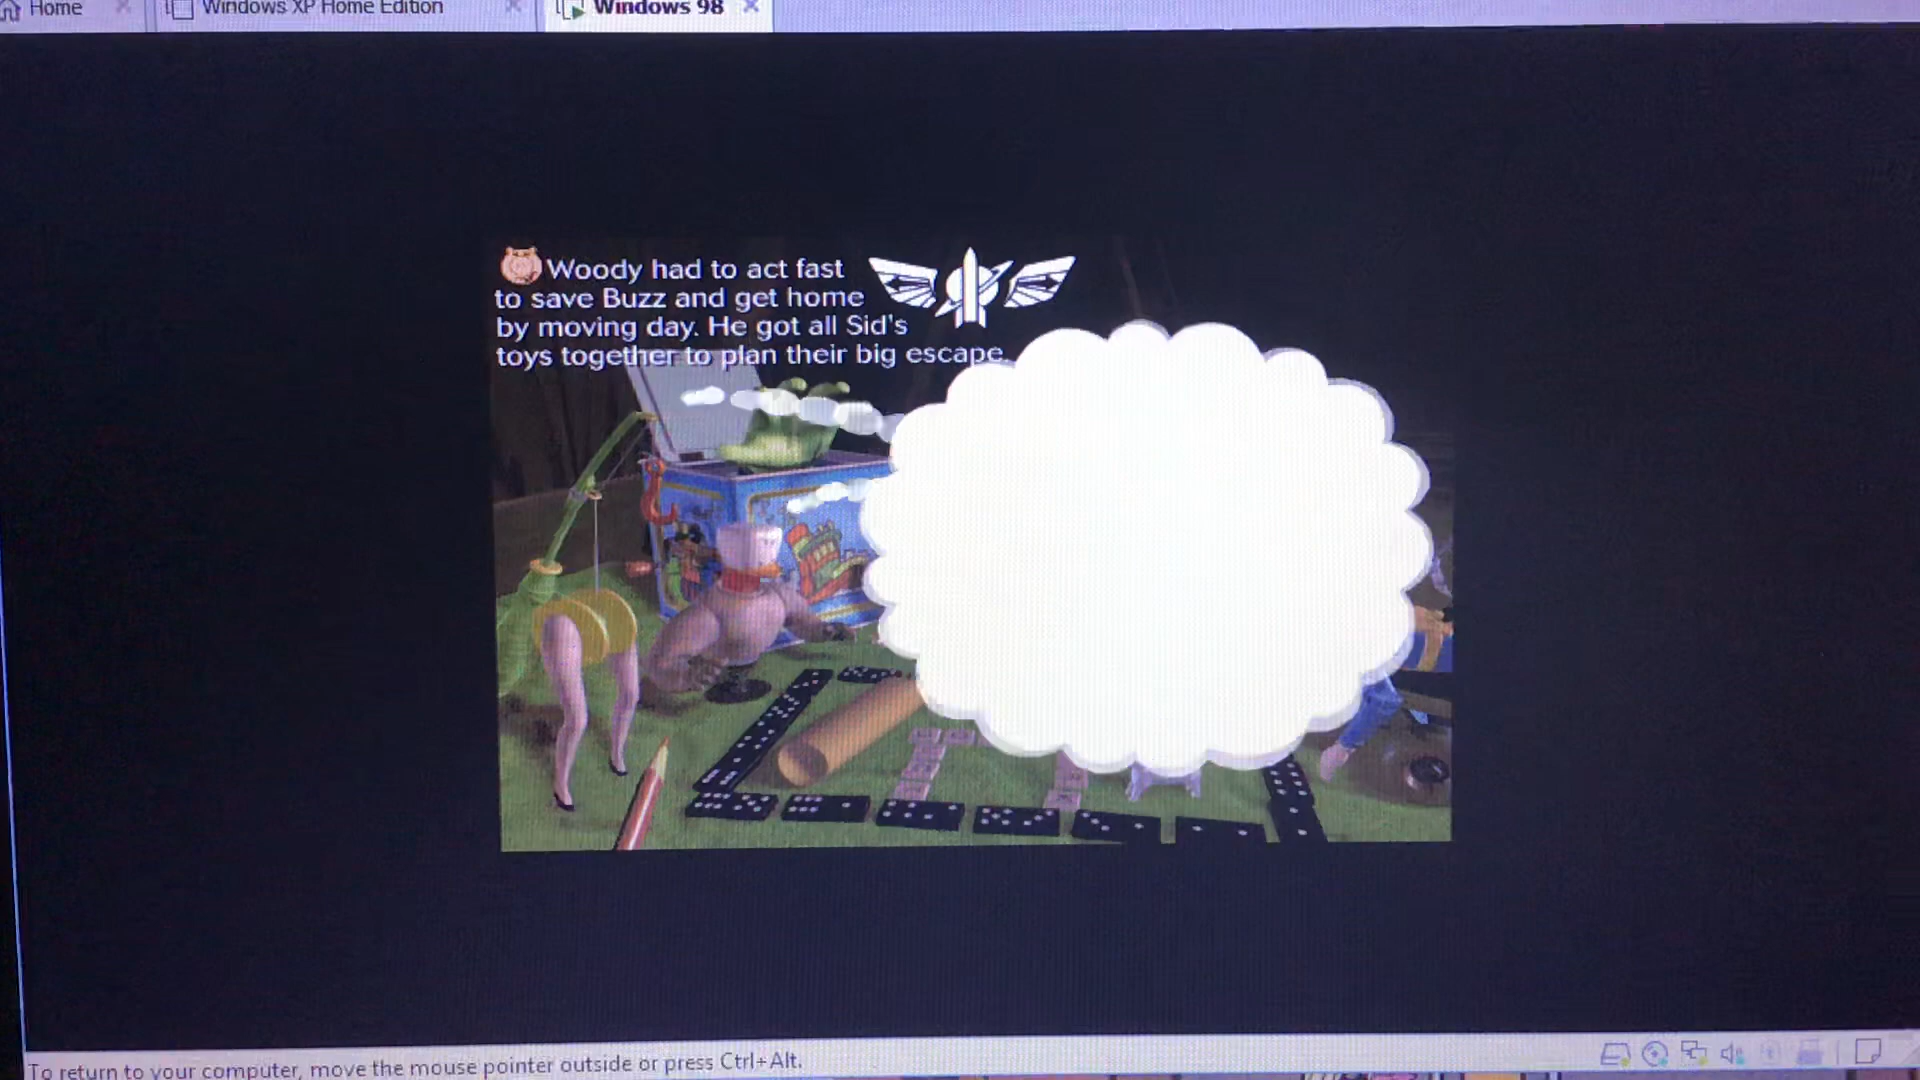 Home
Windows XP Home Edition
Windows 98
Woody had to act fast
to save Buzz and get home
by moving day. He got all Sid's
toys together to plan their big escape.
To return to your computer, move the mouse pointer outside or press Ctrl+Alt.